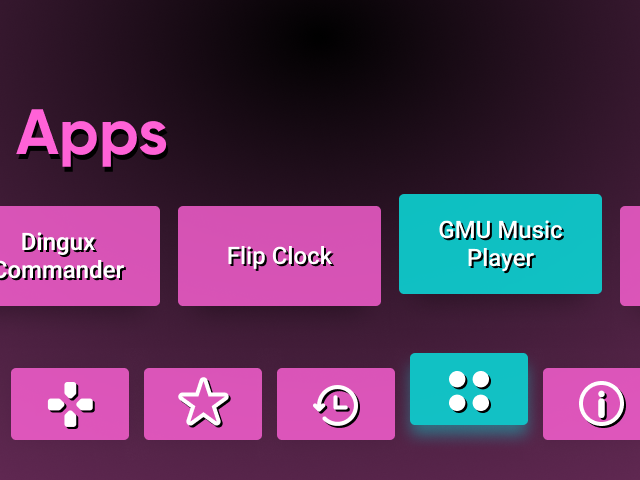 Apps
Dingux
Commander
Flip Clock
GMU Music
Player